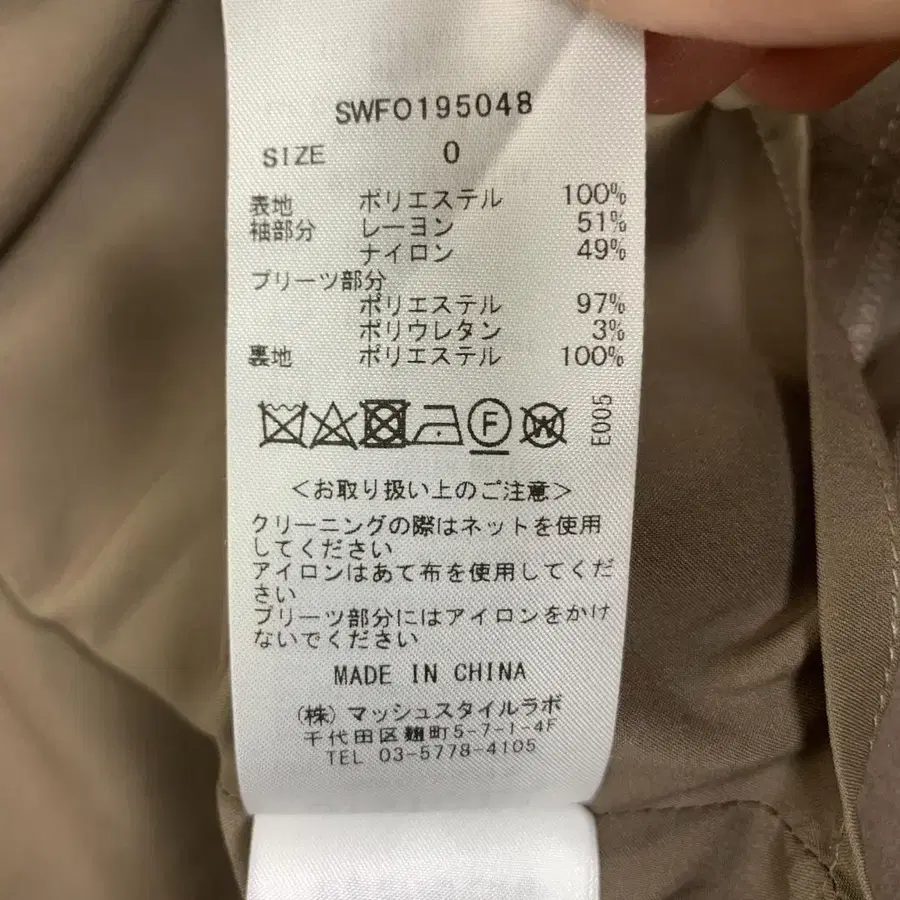 SWFO195048
SIZE 0
表地 ポリエステル 100%
袖部分 レーヨン 51%
ナイロン 49%
プリーツ部分
ポリエステル 97%
ポリウレタン 3%
裏地 ポリエステル 100%
F W E005
<お取り扱い上のご注意>
クリーニングの際はネットを使用
してください
アイロンはあて布を使用してくだ
さい
プリーツ部分にはアイロンをかけ
ないでください
MADE IN CHINA
(株) マッシュスタイルラボ
千代田区麹町5-7-1-4F
TEL 03-5778-4105